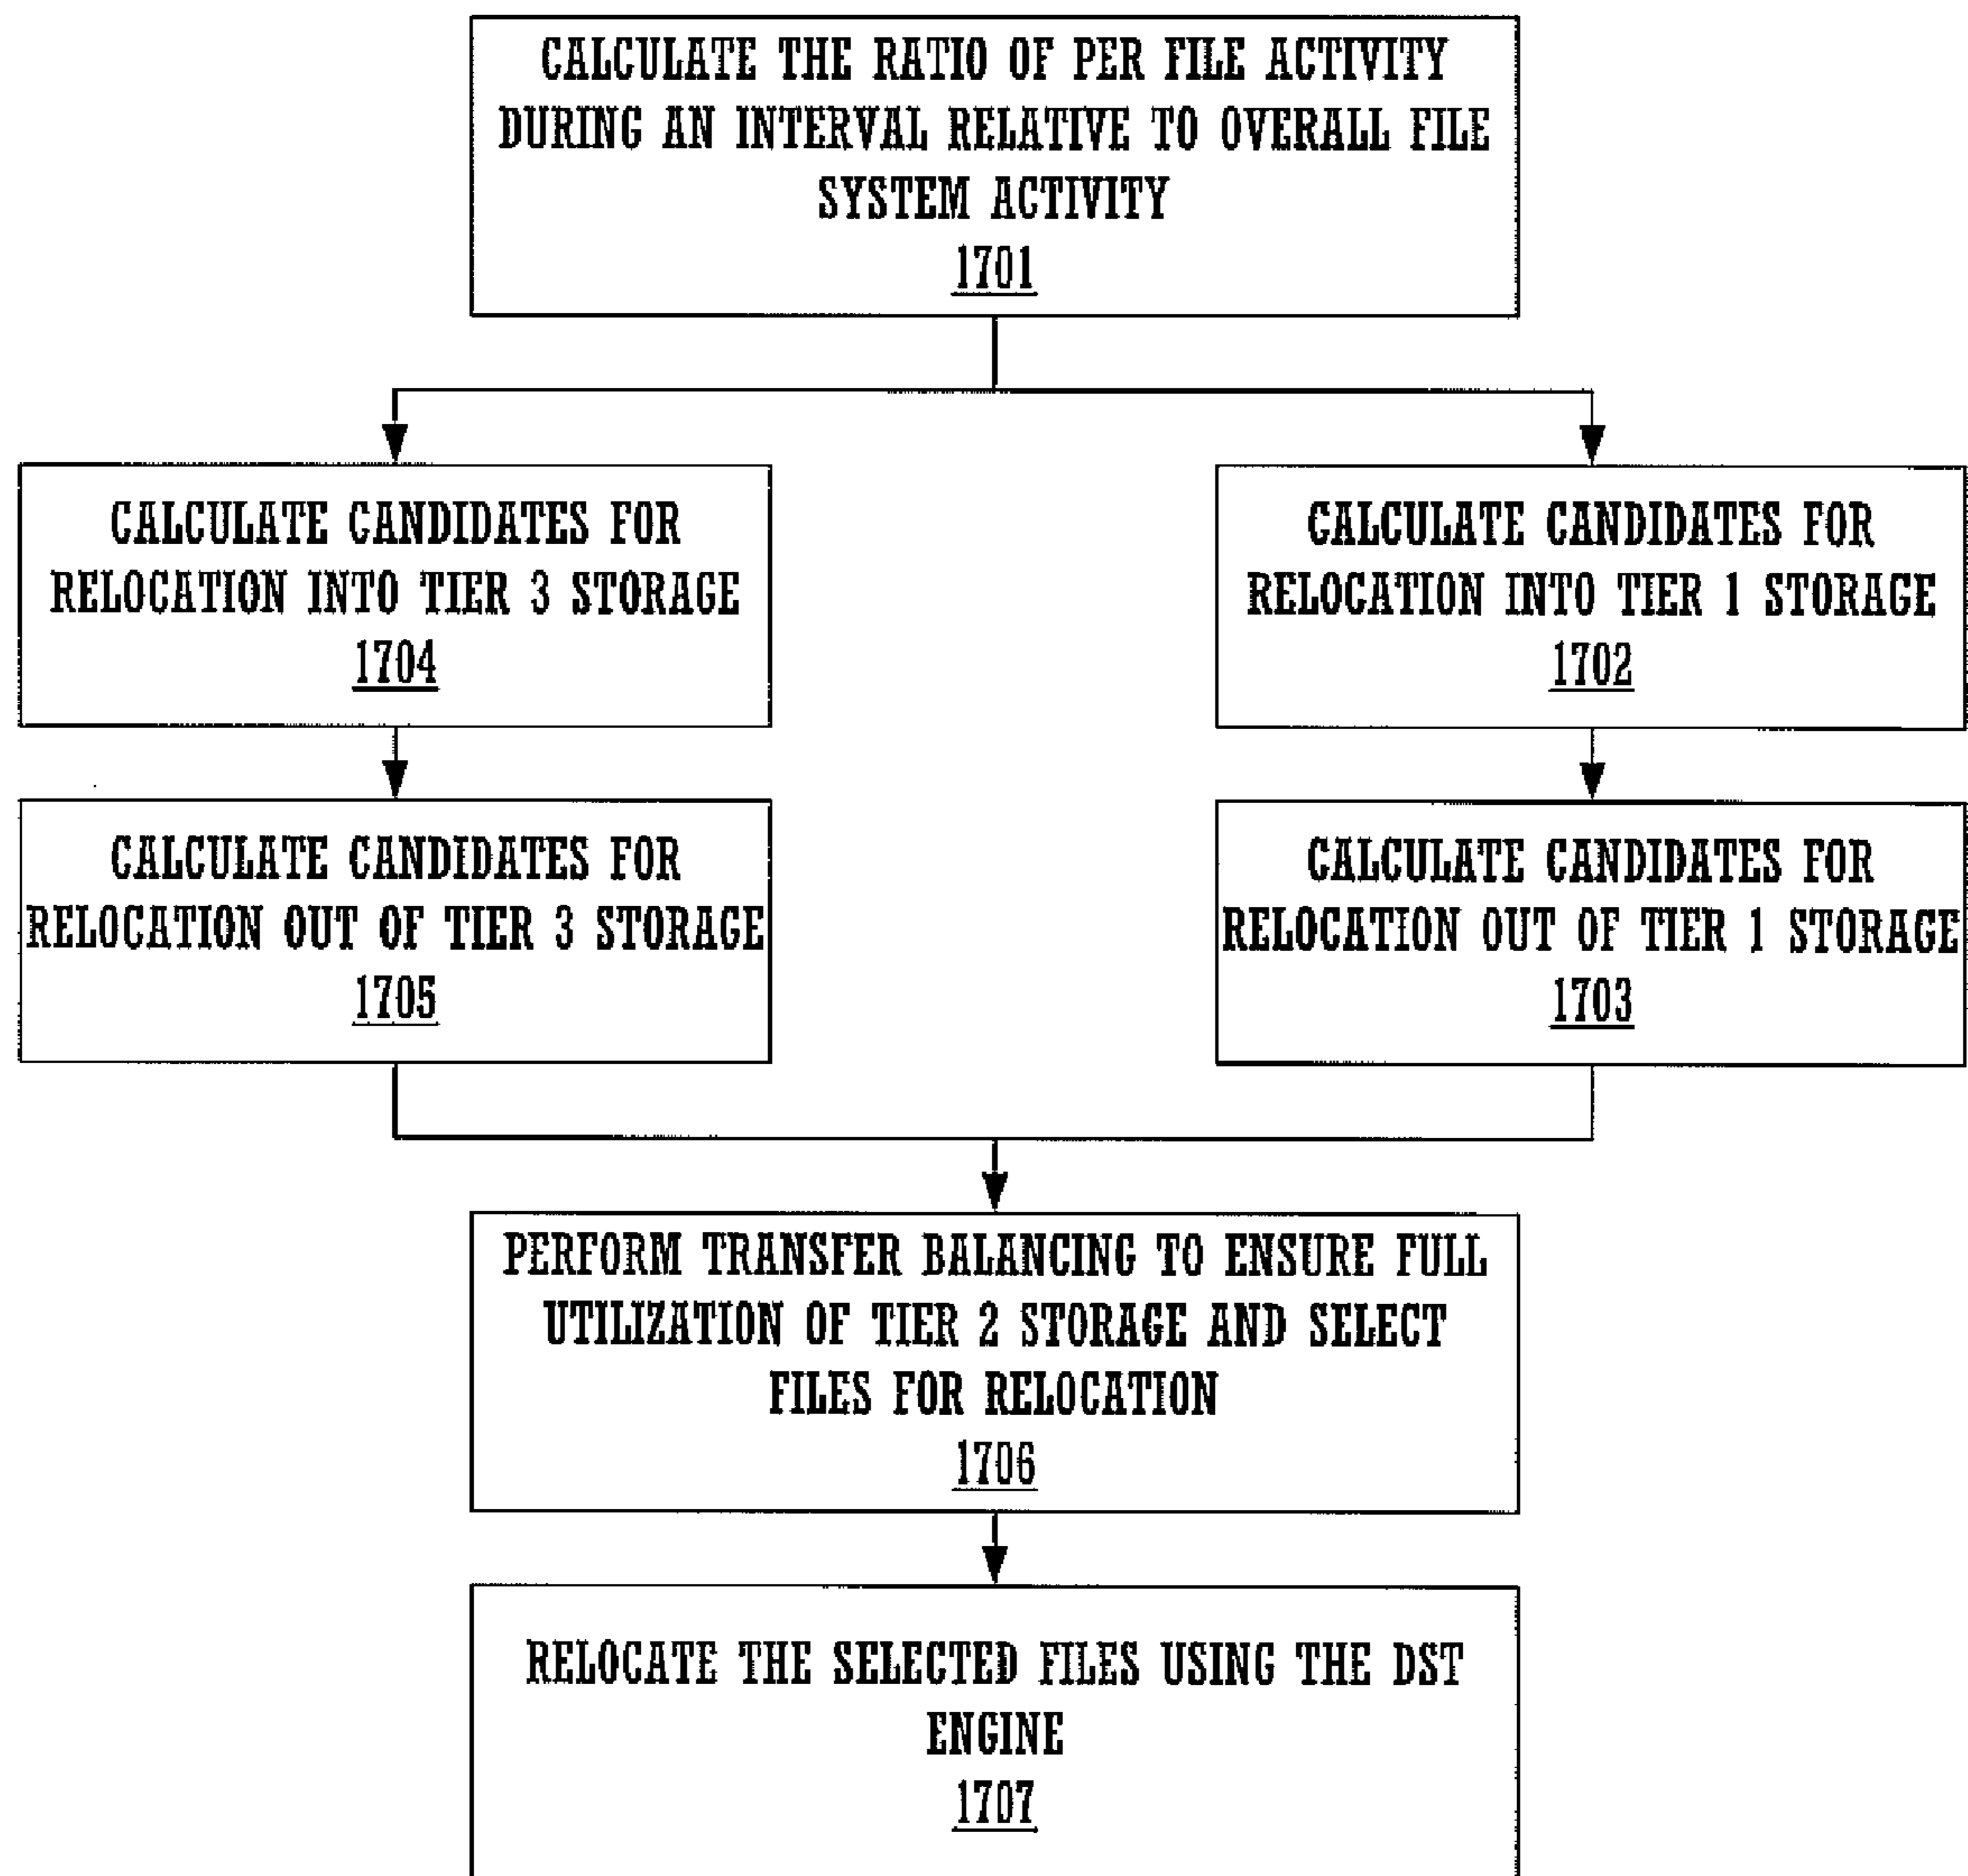 CALCULATE THE RATIO OF PER FILE ACTIVITY
DURING AN INTERVAL RELATIVE TO OVERALL FILE
SYSTEM ACTIVITY
1701
CALCULATE CANDIDATES FOR
RELOCATION INTO TIER 3 STORAGE
1704
CALCULATE CANDIDATES FOR
RELOCATION INTO TIER 1 STORAGE
1702
CALCULATE CANDIDATES FOR
RELOCATION OUT OF TIER 3 STORAGE
1705
CALCULATE CANDIDATES FOR
RELOCATION OUT OF TIER 1 STORAGE
1703
PERFORM TRANSFER BALANCING TO ENSURE FULL
UTILIZATION OF TIER 2 STORAGE AND SELECT
FILES FOR RELOCATION
1706
RELOCATE THE SELECTED FILES USING THE DST
ENGINE
1707